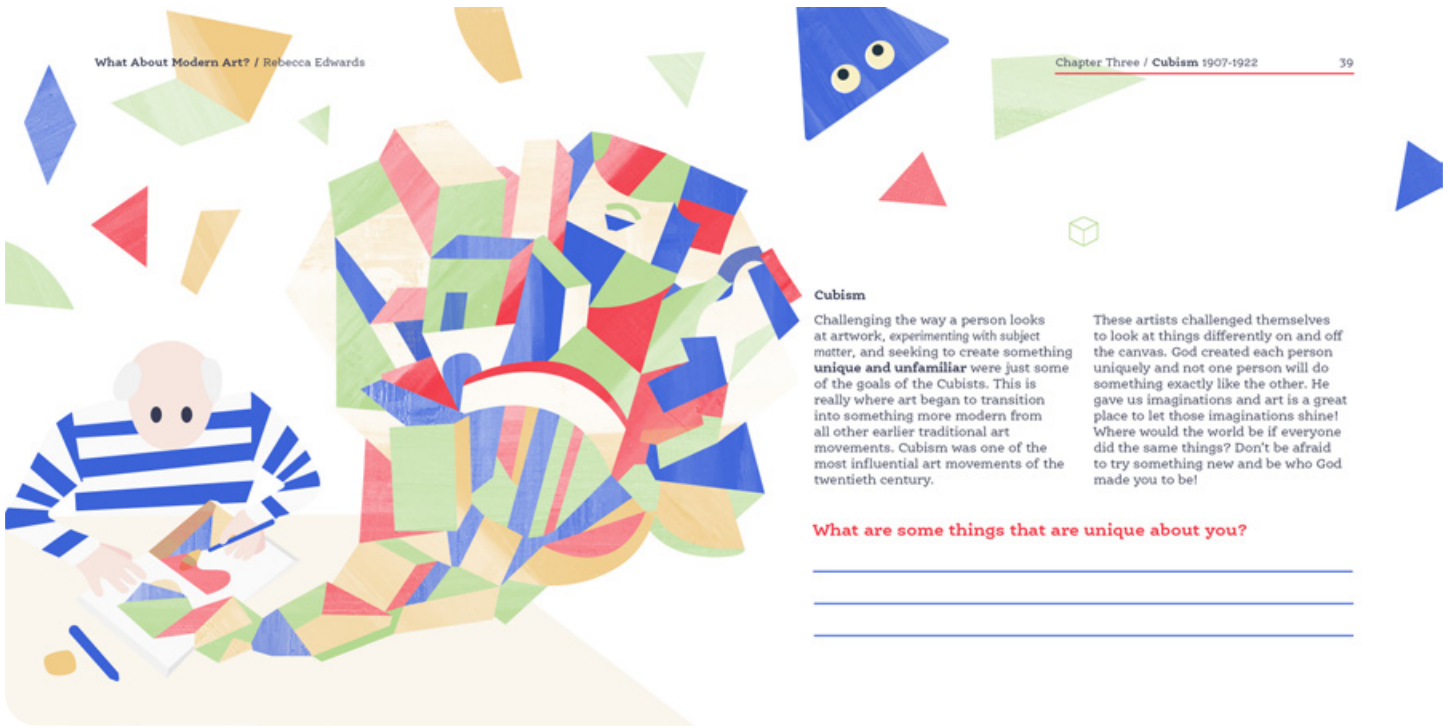 What About Modern Art? / Rebecca Edwards
Chapter Three / Cubism 1907-1922
39
Cubism
Challenging the way a person looks
at artwork, experimenting with subject
matter, and seeking to create something
unique and unfamiliar were just some
of the goals of the Cubists. This is
really where art began to transition
into something more modern from
all other earlier traditional art
movements. Cubism was one of the
most influential art movements of the
twentieth century.
These artists challenged themselves
to look at things differently on and off
the canvas. God created each person
uniquely and not one person will do
something exactly like the other. He
gave us imaginations and art is a great
place to let those imaginations shine!
Where would the world be if everyone
did the same things? Don't be afraid
to try something new and be who God
made you to be!
What are some things that are unique about you?